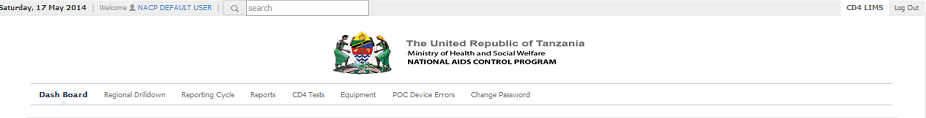 Saturday, 17 May 2014 | Welcome NACP DEFAULT USER | search CD4 LIMS Log Out
The United Republic of Tanzania
Ministry of Health and Social Welfare
NATIONAL AIDS CONTROL PROGRAM
Dash Board Regional Drilldown Reporting Cycle Reports CD4 Tests Equipment POC Device Errors Change Password